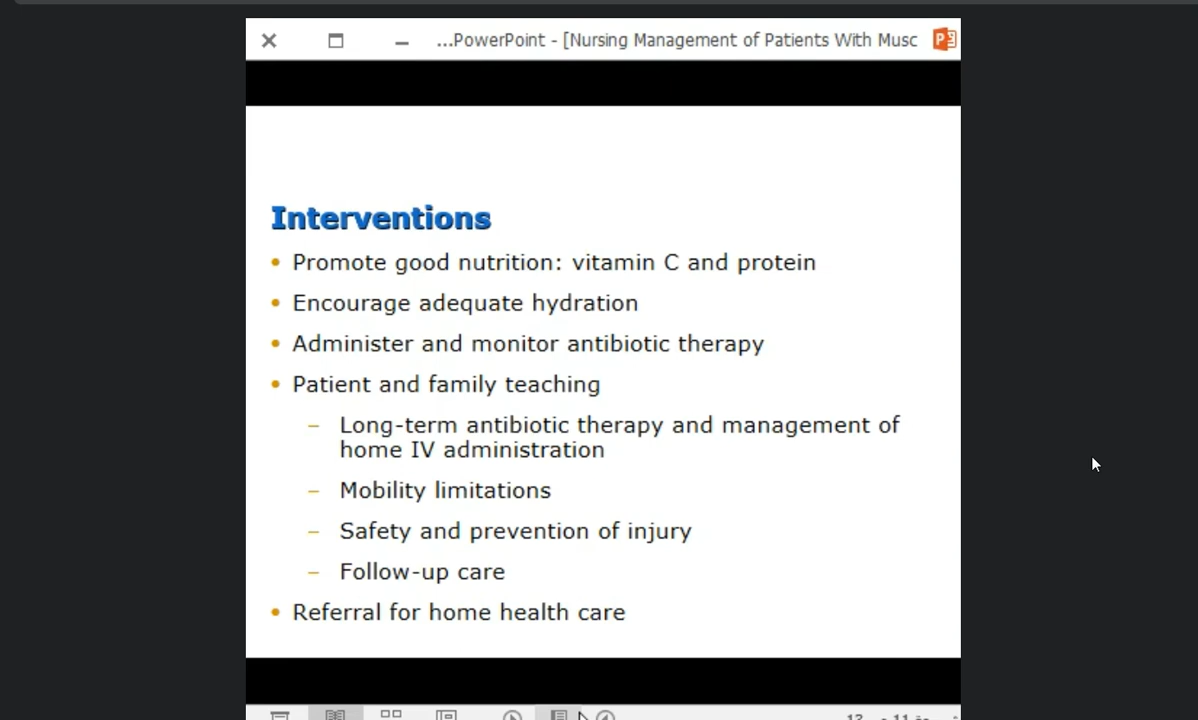 ...PowerPoint - [Nursing Management of Patients With Musc
Interventions
• Promote good nutrition: vitamin C and protein
• Encourage adequate hydration
• Administer and monitor antibiotic therapy
• Patient and family teaching
– Long-term antibiotic therapy and management of
home IV administration
– Mobility limitations
– Safety and prevention of injury
– Follow-up care
• Referral for home health care